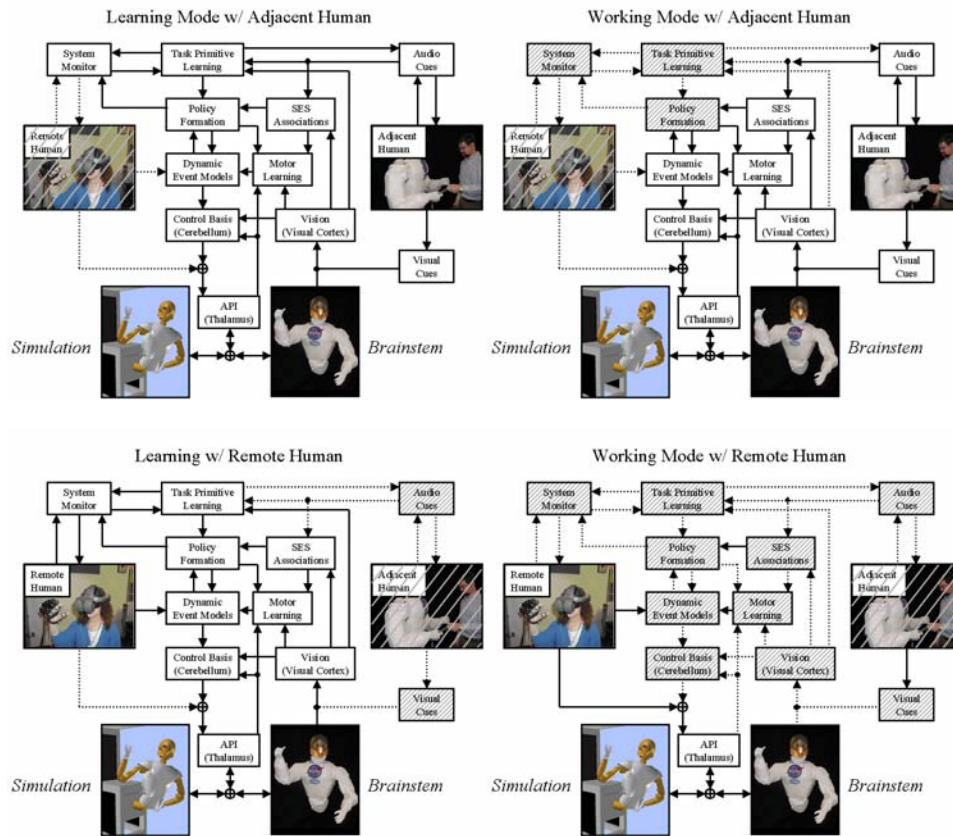 Learning Mode w/ Adjacent Human
System
Monitor
Task Primitive
Learning
Audio
Cues
Policy
Formation
SES
Associations
Remote
Human
Adjacent
Human
Dynamic
Event Models
Motor
Learning
Control Basis
(Cerebellum)
Vision
(Visual Cortex)
Visual
Cues
API
(Thalamus)
Simulation
Brainstem
Working Mode w/ Adjacent Human
System
Monitor
Task Primitive
Learning
Audio
Cues
Policy
Formation
SES
Associations
Remote
Human
Adjacent
Human
Dynamic
Event Models
Motor
Learning
Control Basis
(Cerebellum)
Vision
(Visual Cortex)
Visual
Cues
API
(Thalamus)
Simulation
Brainstem
Learning w/ Remote Human
System
Monitor
Task Primitive
Learning
Audio
Cues
Policy
Formation
SES
Associations
Remote
Human
Adjacent
Human
Dynamic
Event Models
Motor
Learning
Control Basis
(Cerebellum)
Vision
(Visual Cortex)
Visual
Cues
API
(Thalamus)
Simulation
Brainstem
Working Mode w/ Remote Human
System
Monitor
Task Primitive
Learning
Audio
Cues
Policy
Formation
SES
Associations
Remote
Human
Adjacent
Human
Dynamic
Event Models
Motor
Learning
Control Basis
(Cerebellum)
Vision
(Visual Cortex)
Visual
Cues
API
(Thalamus)
Simulation
Brainstem